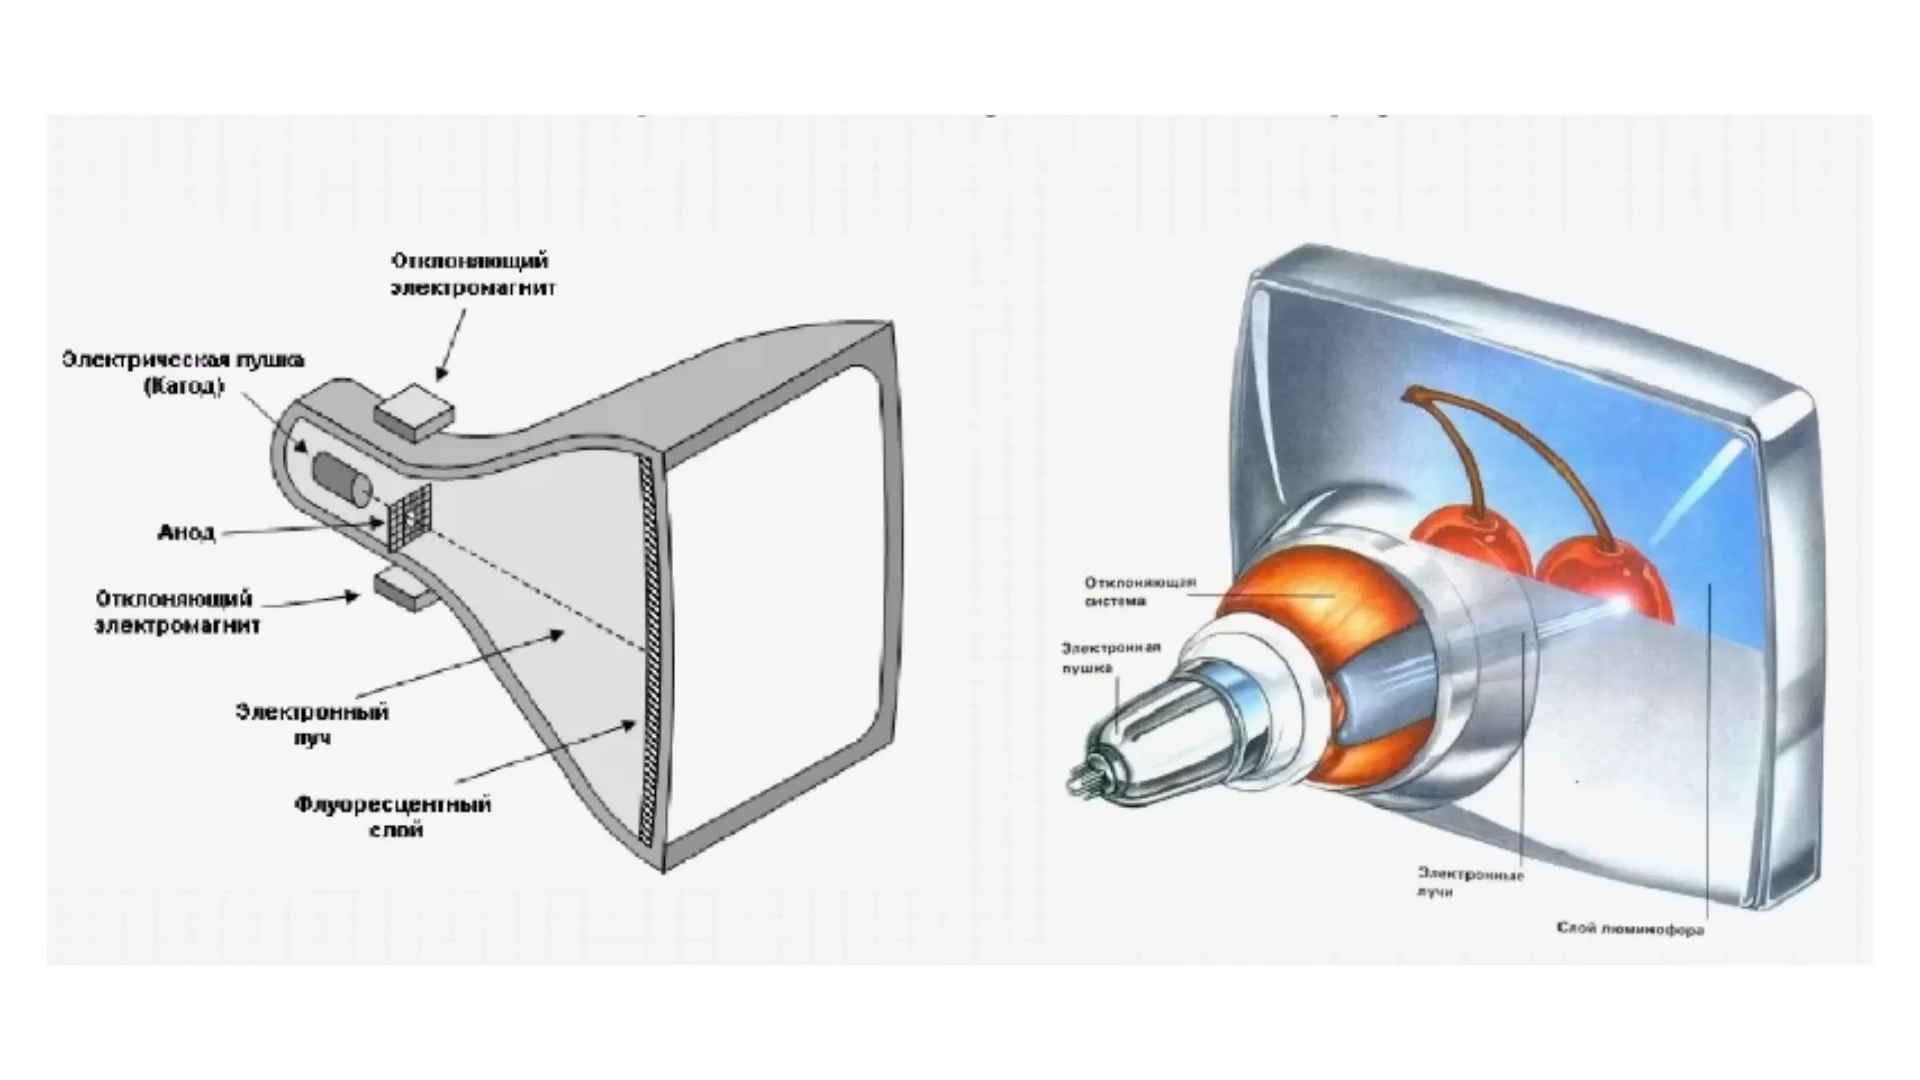 Отклоняющий
электромагнит
Электрическая пушка
(Катод)
Анод
Отклоняющий
электромагнит
Электронный
луч
Флуоресцентный
слой
Отклоняющая
система
Электронная
пушка
Электронные
лучи
Слой люминофора